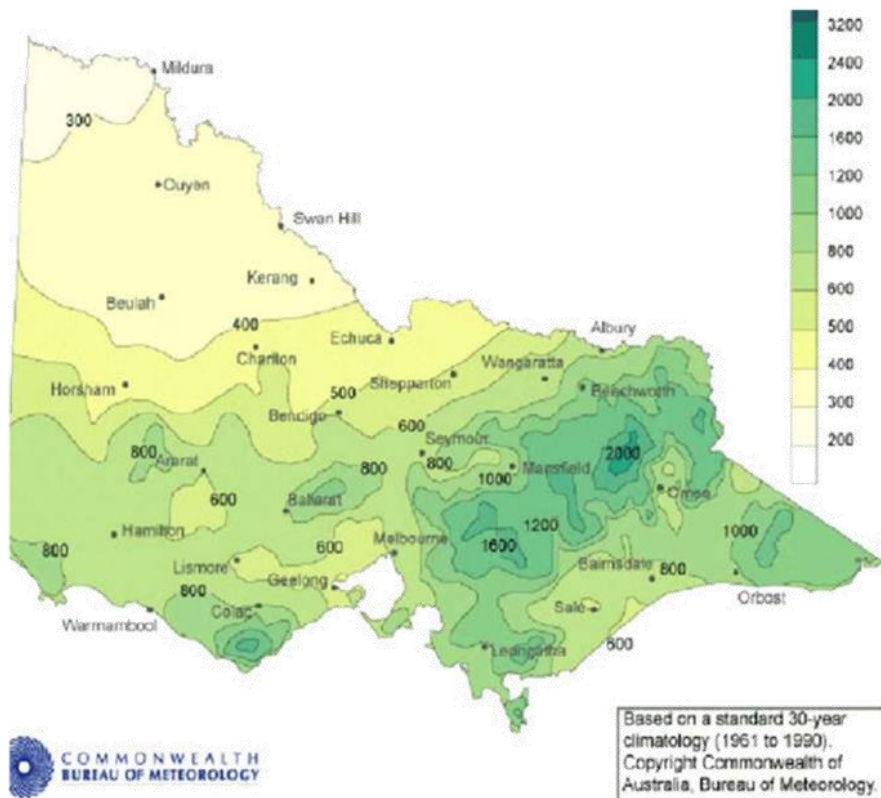 3200
2400
2000
1600
1200
1000
800
600
500
400
300
200
Mildura
300
Ouyen
Swan Hill
Kerang
Beulah
400
Charlton
Echuca
Albury
Horsham
Shepparton
Wangaratta
Beechworth
Bendigo
500
600
Seymour
800
Ararat
800
800
1000
Mansfield
2000
600
Ballarat
Omeo
Hamilton
1200
1000
600
Melbourne
1600
800
Lismore
Bairnsdale
800
Geelong
800
Orbost
Warrnambool
Colac
Sale
Leongatha
600
COMMONWEALTH
BUREAU OF METEOROLOGY
Based on a standard 30-year
climatology (1961 to 1990).
Copyright Commonwealth of
Australia, Bureau of Meteorology.